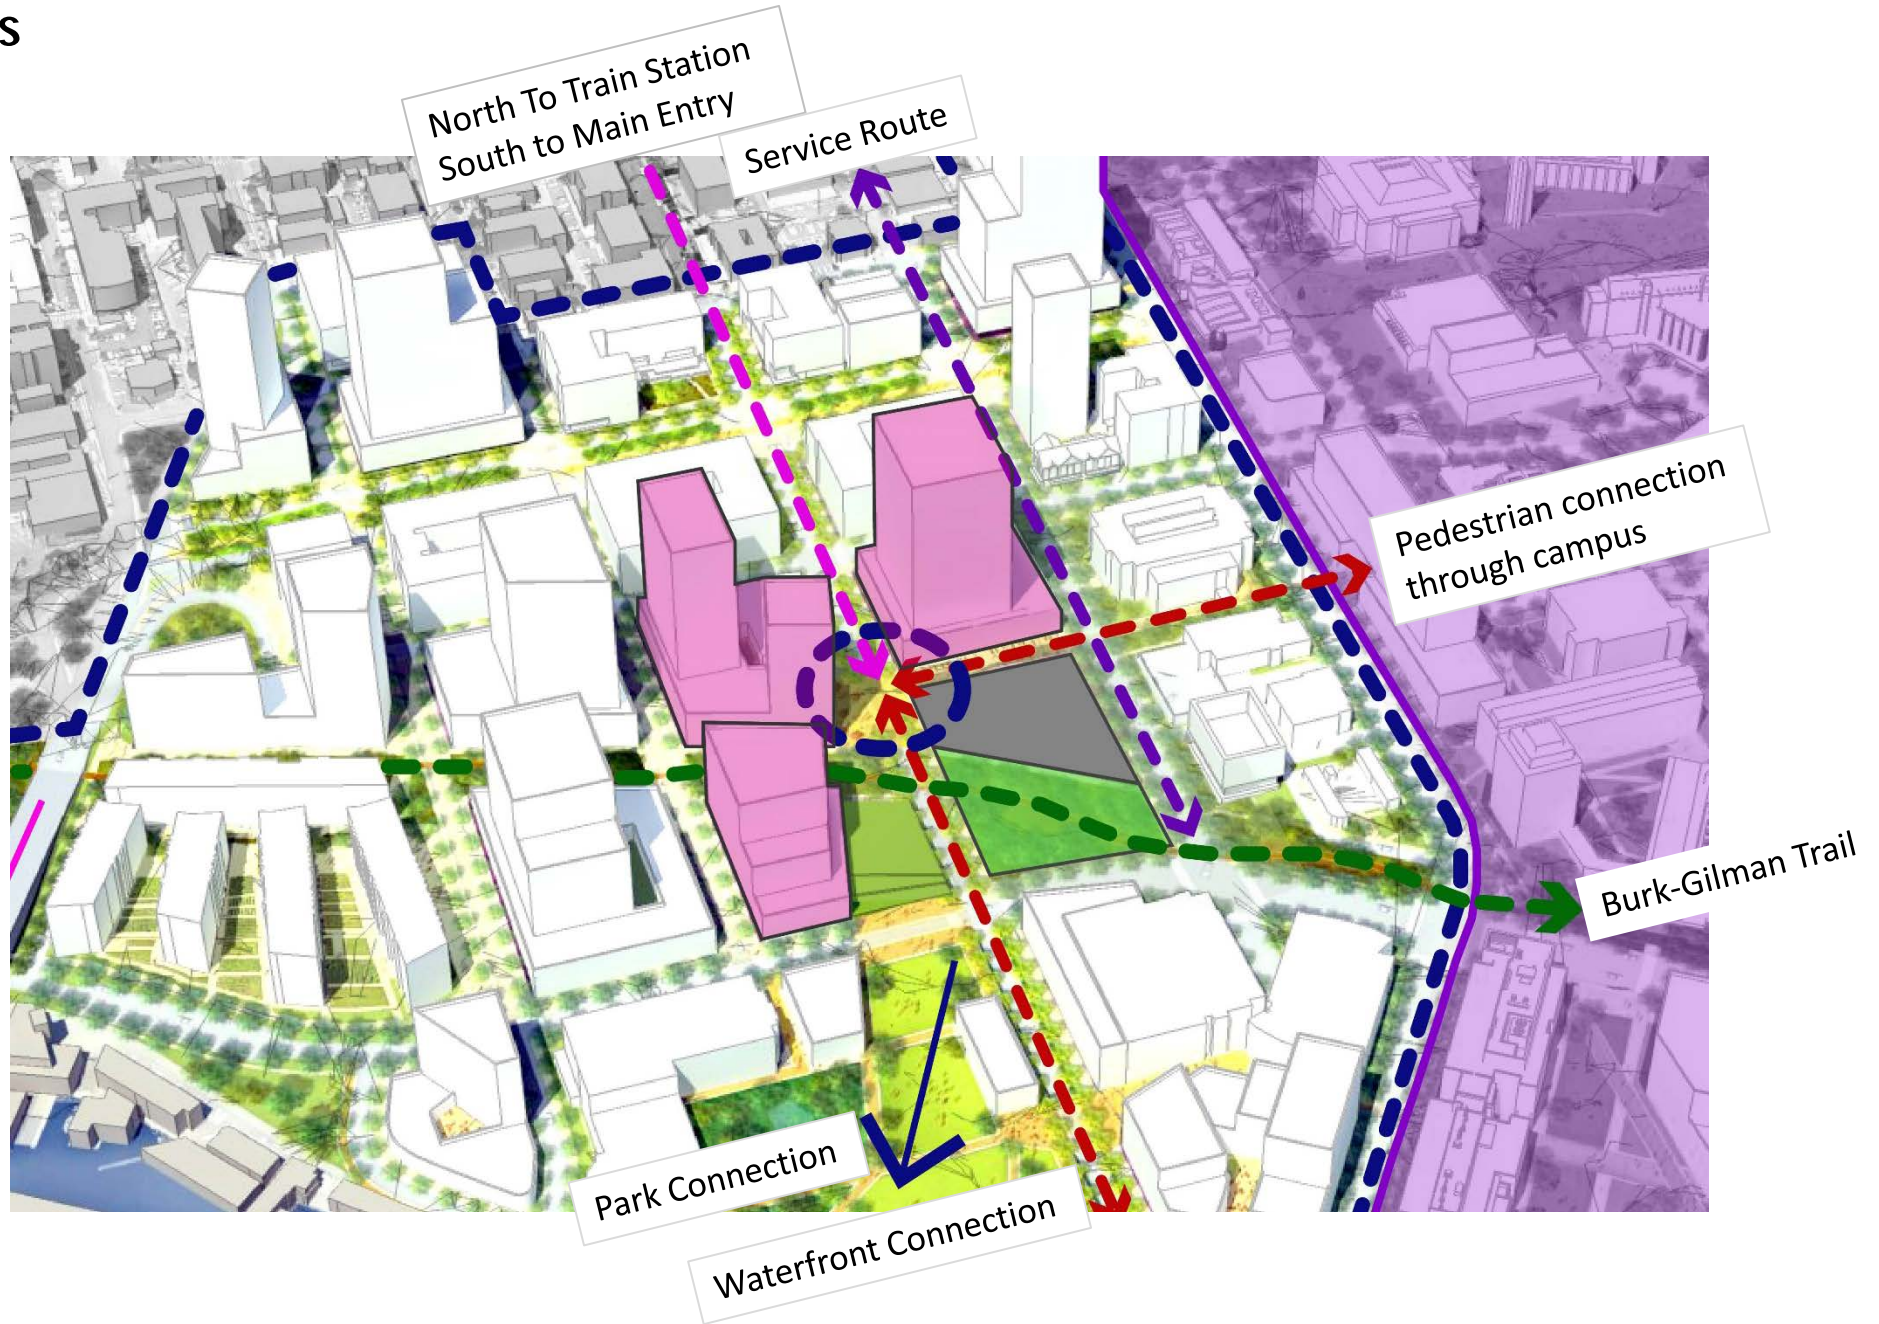 s
North To Train Station
South to Main Entry
Service Route
Pedestrian connection
through campus
Burk-Gilman Trail
Park Connection
Waterfront Connection